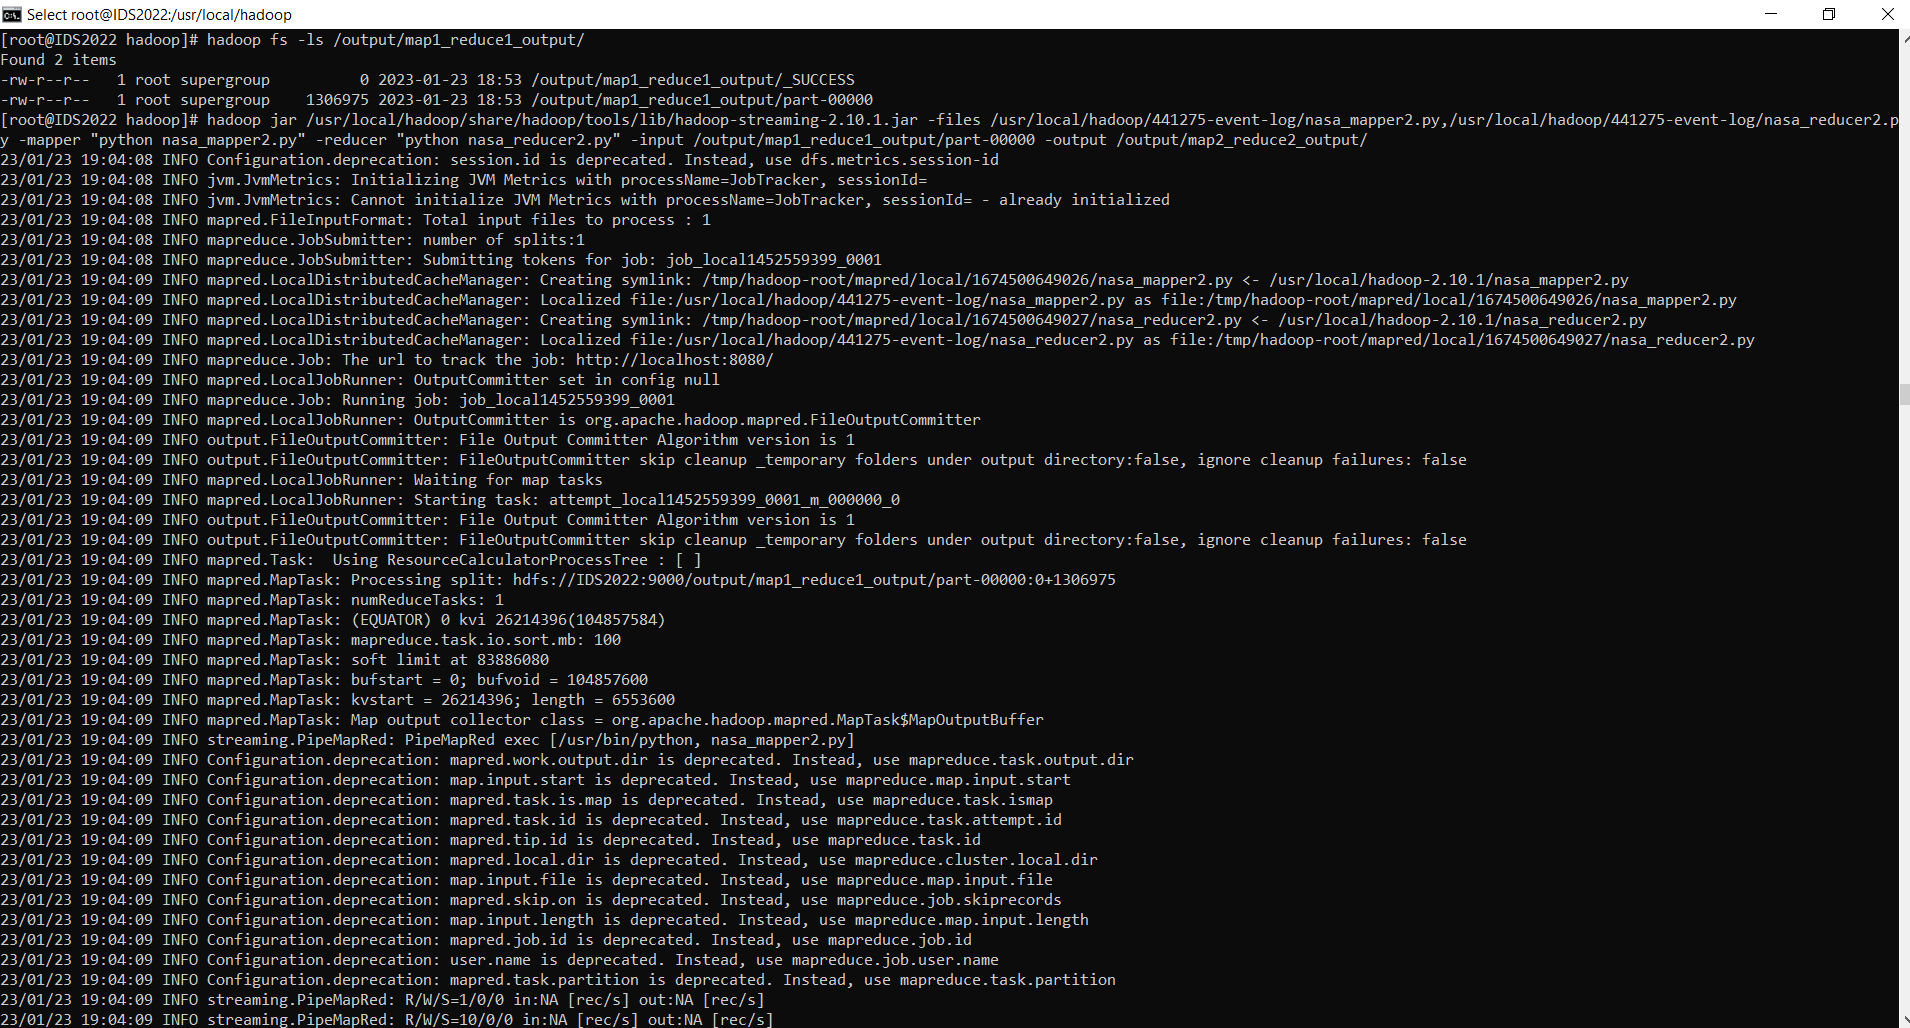 Select root@IDS2022:/usr/local/hadoop
[root@IDS2022 hadoop]# hadoop fs -ls /output/map1_reduce1_output/
Found 2 items
-rw-r--r--   1 root supergroup          0 2023-01-23 18:53 /output/map1_reduce1_output/_SUCCESS
-rw-r--r--   1 root supergroup    1306975 2023-01-23 18:53 /output/map1_reduce1_output/part-00000
[root@IDS2022 hadoop]# hadoop jar /usr/local/hadoop/share/hadoop/tools/lib/hadoop-streaming-2.10.1.jar -files /usr/local/hadoop/441275-event-log/nasa_mapper2.py,/usr/local/hadoop/441275-event-log/nasa_reducer2.p
y -mapper "python nasa_mapper2.py" -reducer "python nasa_reducer2.py" -input /output/map1_reduce1_output/part-00000 -output /output/map2_reduce2_output/
23/01/23 19:04:08 INFO Configuration.deprecation: session.id is deprecated. Instead, use dfs.metrics.session-id
23/01/23 19:04:08 INFO jvm.JvmMetrics: Initializing JVM Metrics with processName=JobTracker, sessionId=
23/01/23 19:04:08 INFO jvm.JvmMetrics: Cannot initialize JVM Metrics with processName=JobTracker, sessionId= - already initialized
23/01/23 19:04:08 INFO mapred.FileInputFormat: Total input files to process : 1
23/01/23 19:04:08 INFO mapreduce.JobSubmitter: number of splits:1
23/01/23 19:04:08 INFO mapreduce.JobSubmitter: Submitting tokens for job: job_local1452559399_0001
23/01/23 19:04:09 INFO mapred.LocalDistributedCacheManager: Creating symlink: /tmp/hadoop-root/mapred/local/1674500649026/nasa_mapper2.py <- /usr/local/hadoop-2.10.1/nasa_mapper2.py
23/01/23 19:04:09 INFO mapred.LocalDistributedCacheManager: Localized file:/usr/local/hadoop/441275-event-log/nasa_mapper2.py as file:/tmp/hadoop-root/mapred/local/1674500649026/nasa_mapper2.py
23/01/23 19:04:09 INFO mapred.LocalDistributedCacheManager: Creating symlink: /tmp/hadoop-root/mapred/local/1674500649027/nasa_reducer2.py <- /usr/local/hadoop-2.10.1/nasa_reducer2.py
23/01/23 19:04:09 INFO mapred.LocalDistributedCacheManager: Localized file:/usr/local/hadoop/441275-event-log/nasa_reducer2.py as file:/tmp/hadoop-root/mapred/local/1674500649027/nasa_reducer2.py
23/01/23 19:04:09 INFO mapreduce.Job: The url to track the job: http://localhost:8080/
23/01/23 19:04:09 INFO mapred.LocalJobRunner: OutputCommitter set in config null
23/01/23 19:04:09 INFO mapreduce.Job: Running job: job_local1452559399_0001
23/01/23 19:04:09 INFO mapred.LocalJobRunner: OutputCommitter is org.apache.hadoop.mapred.FileOutputCommitter
23/01/23 19:04:09 INFO output.FileOutputCommitter: File Output Committer Algorithm version is 1
23/01/23 19:04:09 INFO output.FileOutputCommitter: FileOutputCommitter skip cleanup _temporary folders under output directory:false, ignore cleanup failures: false
23/01/23 19:04:09 INFO mapred.LocalJobRunner: Waiting for map tasks
23/01/23 19:04:09 INFO mapred.LocalJobRunner: Starting task: attempt_local1452559399_0001_m_000000_0
23/01/23 19:04:09 INFO output.FileOutputCommitter: File Output Committer Algorithm version is 1
23/01/23 19:04:09 INFO output.FileOutputCommitter: FileOutputCommitter skip cleanup _temporary folders under output directory:false, ignore cleanup failures: false
23/01/23 19:04:09 INFO mapred.Task:  Using ResourceCalculatorProcessTree : [ ]
23/01/23 19:04:09 INFO mapred.MapTask: Processing split: hdfs://IDS2022:9000/output/map1_reduce1_output/part-00000:0+1306975
23/01/23 19:04:09 INFO mapred.MapTask: numReduceTasks: 1
23/01/23 19:04:09 INFO mapred.MapTask: (EQUATOR) 0 kvi 26214396(104857584)
23/01/23 19:04:09 INFO mapred.MapTask: mapreduce.task.io.sort.mb: 100
23/01/23 19:04:09 INFO mapred.MapTask: soft limit at 83886080
23/01/23 19:04:09 INFO mapred.MapTask: bufstart = 0; bufvoid = 104857600
23/01/23 19:04:09 INFO mapred.MapTask: kvstart = 26214396; length = 6553600
23/01/23 19:04:09 INFO mapred.MapTask: Map output collector class = org.apache.hadoop.mapred.MapTask$MapOutputBuffer
23/01/23 19:04:09 INFO streaming.PipeMapRed: PipeMapRed exec [/usr/bin/python, nasa_mapper2.py]
23/01/23 19:04:09 INFO Configuration.deprecation: mapred.work.output.dir is deprecated. Instead, use mapreduce.task.output.dir
23/01/23 19:04:09 INFO Configuration.deprecation: map.input.start is deprecated. Instead, use mapreduce.map.input.start
23/01/23 19:04:09 INFO Configuration.deprecation: mapred.task.is.map is deprecated. Instead, use mapreduce.task.ismap
23/01/23 19:04:09 INFO Configuration.deprecation: mapred.task.id is deprecated. Instead, use mapreduce.task.attempt.id
23/01/23 19:04:09 INFO Configuration.deprecation: mapred.tip.id is deprecated. Instead, use mapreduce.task.id
23/01/23 19:04:09 INFO Configuration.deprecation: mapred.local.dir is deprecated. Instead, use mapreduce.cluster.local.dir
23/01/23 19:04:09 INFO Configuration.deprecation: map.input.file is deprecated. Instead, use mapreduce.map.input.file
23/01/23 19:04:09 INFO Configuration.deprecation: mapred.skip.on is deprecated. Instead, use mapreduce.job.skiprecords
23/01/23 19:04:09 INFO Configuration.deprecation: map.input.length is deprecated. Instead, use mapreduce.map.input.length
23/01/23 19:04:09 INFO Configuration.deprecation: mapred.job.id is deprecated. Instead, use mapreduce.job.id
23/01/23 19:04:09 INFO Configuration.deprecation: user.name is deprecated. Instead, use mapreduce.job.user.name
23/01/23 19:04:09 INFO Configuration.deprecation: mapred.task.partition is deprecated. Instead, use mapreduce.task.partition
23/01/23 19:04:09 INFO streaming.PipeMapRed: R/W/S=1/0/0 in:NA [rec/s] out:NA [rec/s]
23/01/23 19:04:09 INFO streaming.PipeMapRed: R/W/S=10/0/0 in:NA [rec/s] out:NA [rec/s]